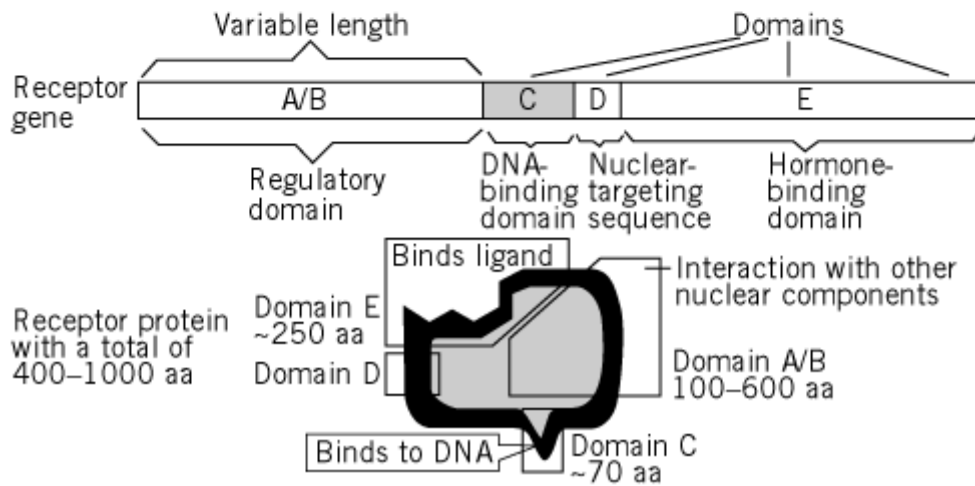 Variable length
Domains
Receptor
gene
A/B
C
D
E
Regulatory
domain
DNA-
binding
domain
Nuclear-
targeting
sequence
Hormone-
binding
domain
Binds ligand
Interaction with other
nuclear components
Receptor protein
with a total of
400–1000 aa
Domain E
~250 aa
Domain D
Domain A/B
100–600 aa
Binds to DNA
Domain C
~70 aa